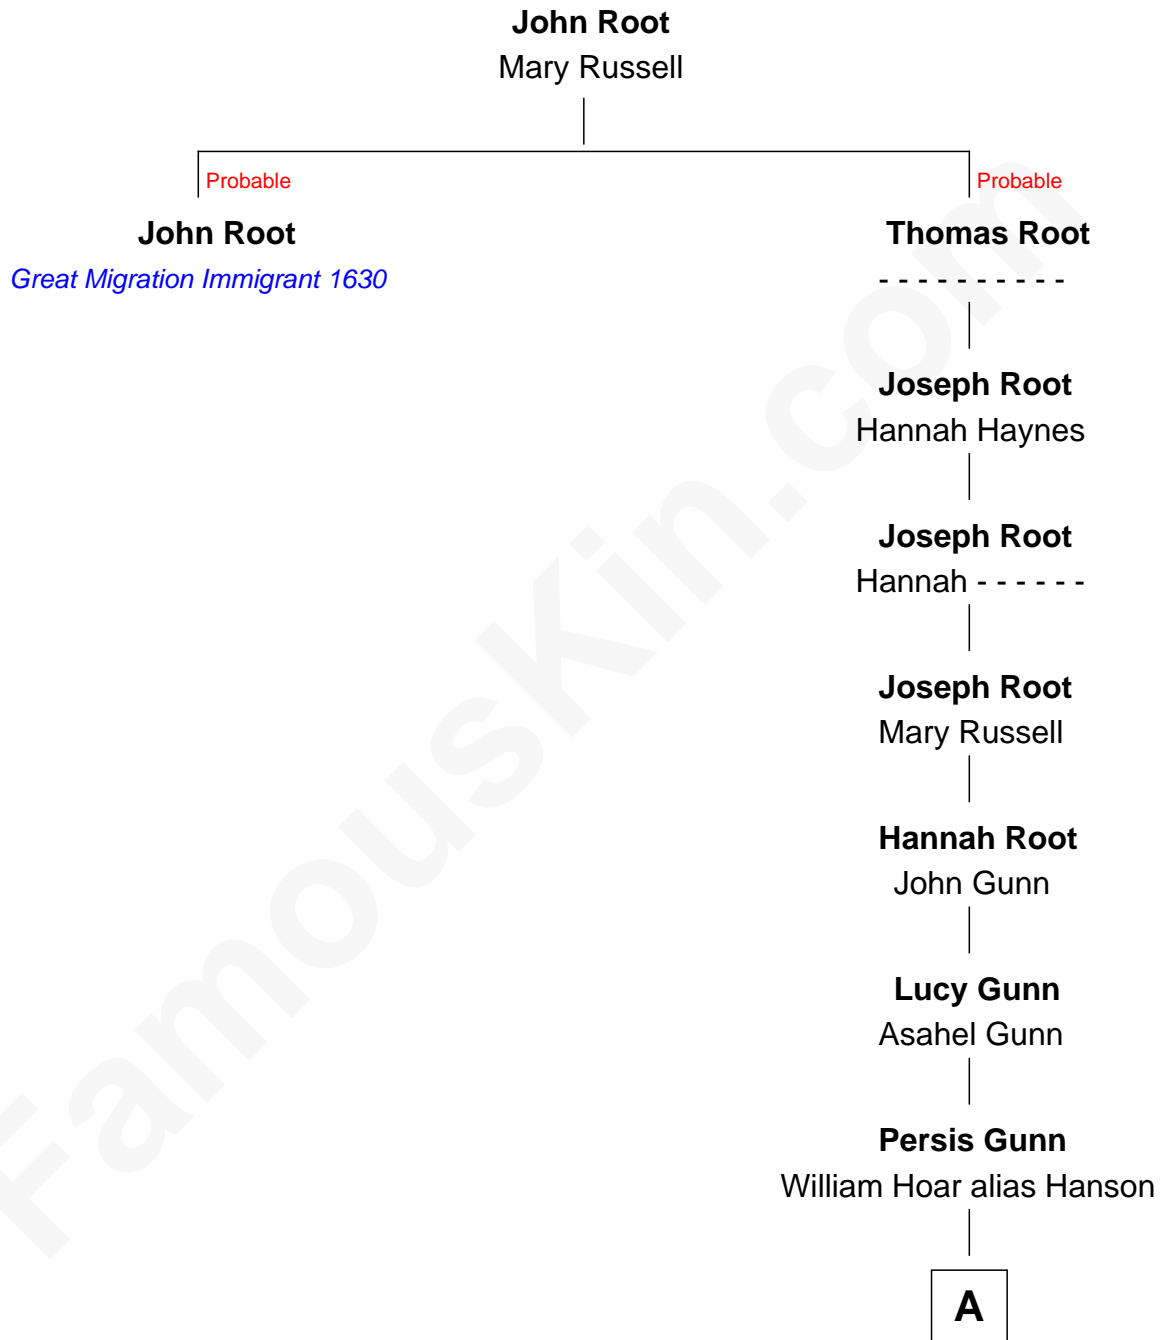 John Root
Mary Russell
Probable
Probable
John Root
Thomas Root
Great Migration Immigrant 1630
- - - - - - - - - -
Joseph Root
Hannah Haynes
Joseph Root
Hannah - - - - - -
Joseph Root
Mary Russell
Hannah Root
John Gunn
Lucy Gunn
Asahel Gunn
Persis Gunn
William Hoar alias Hanson
A
FamousKin.com